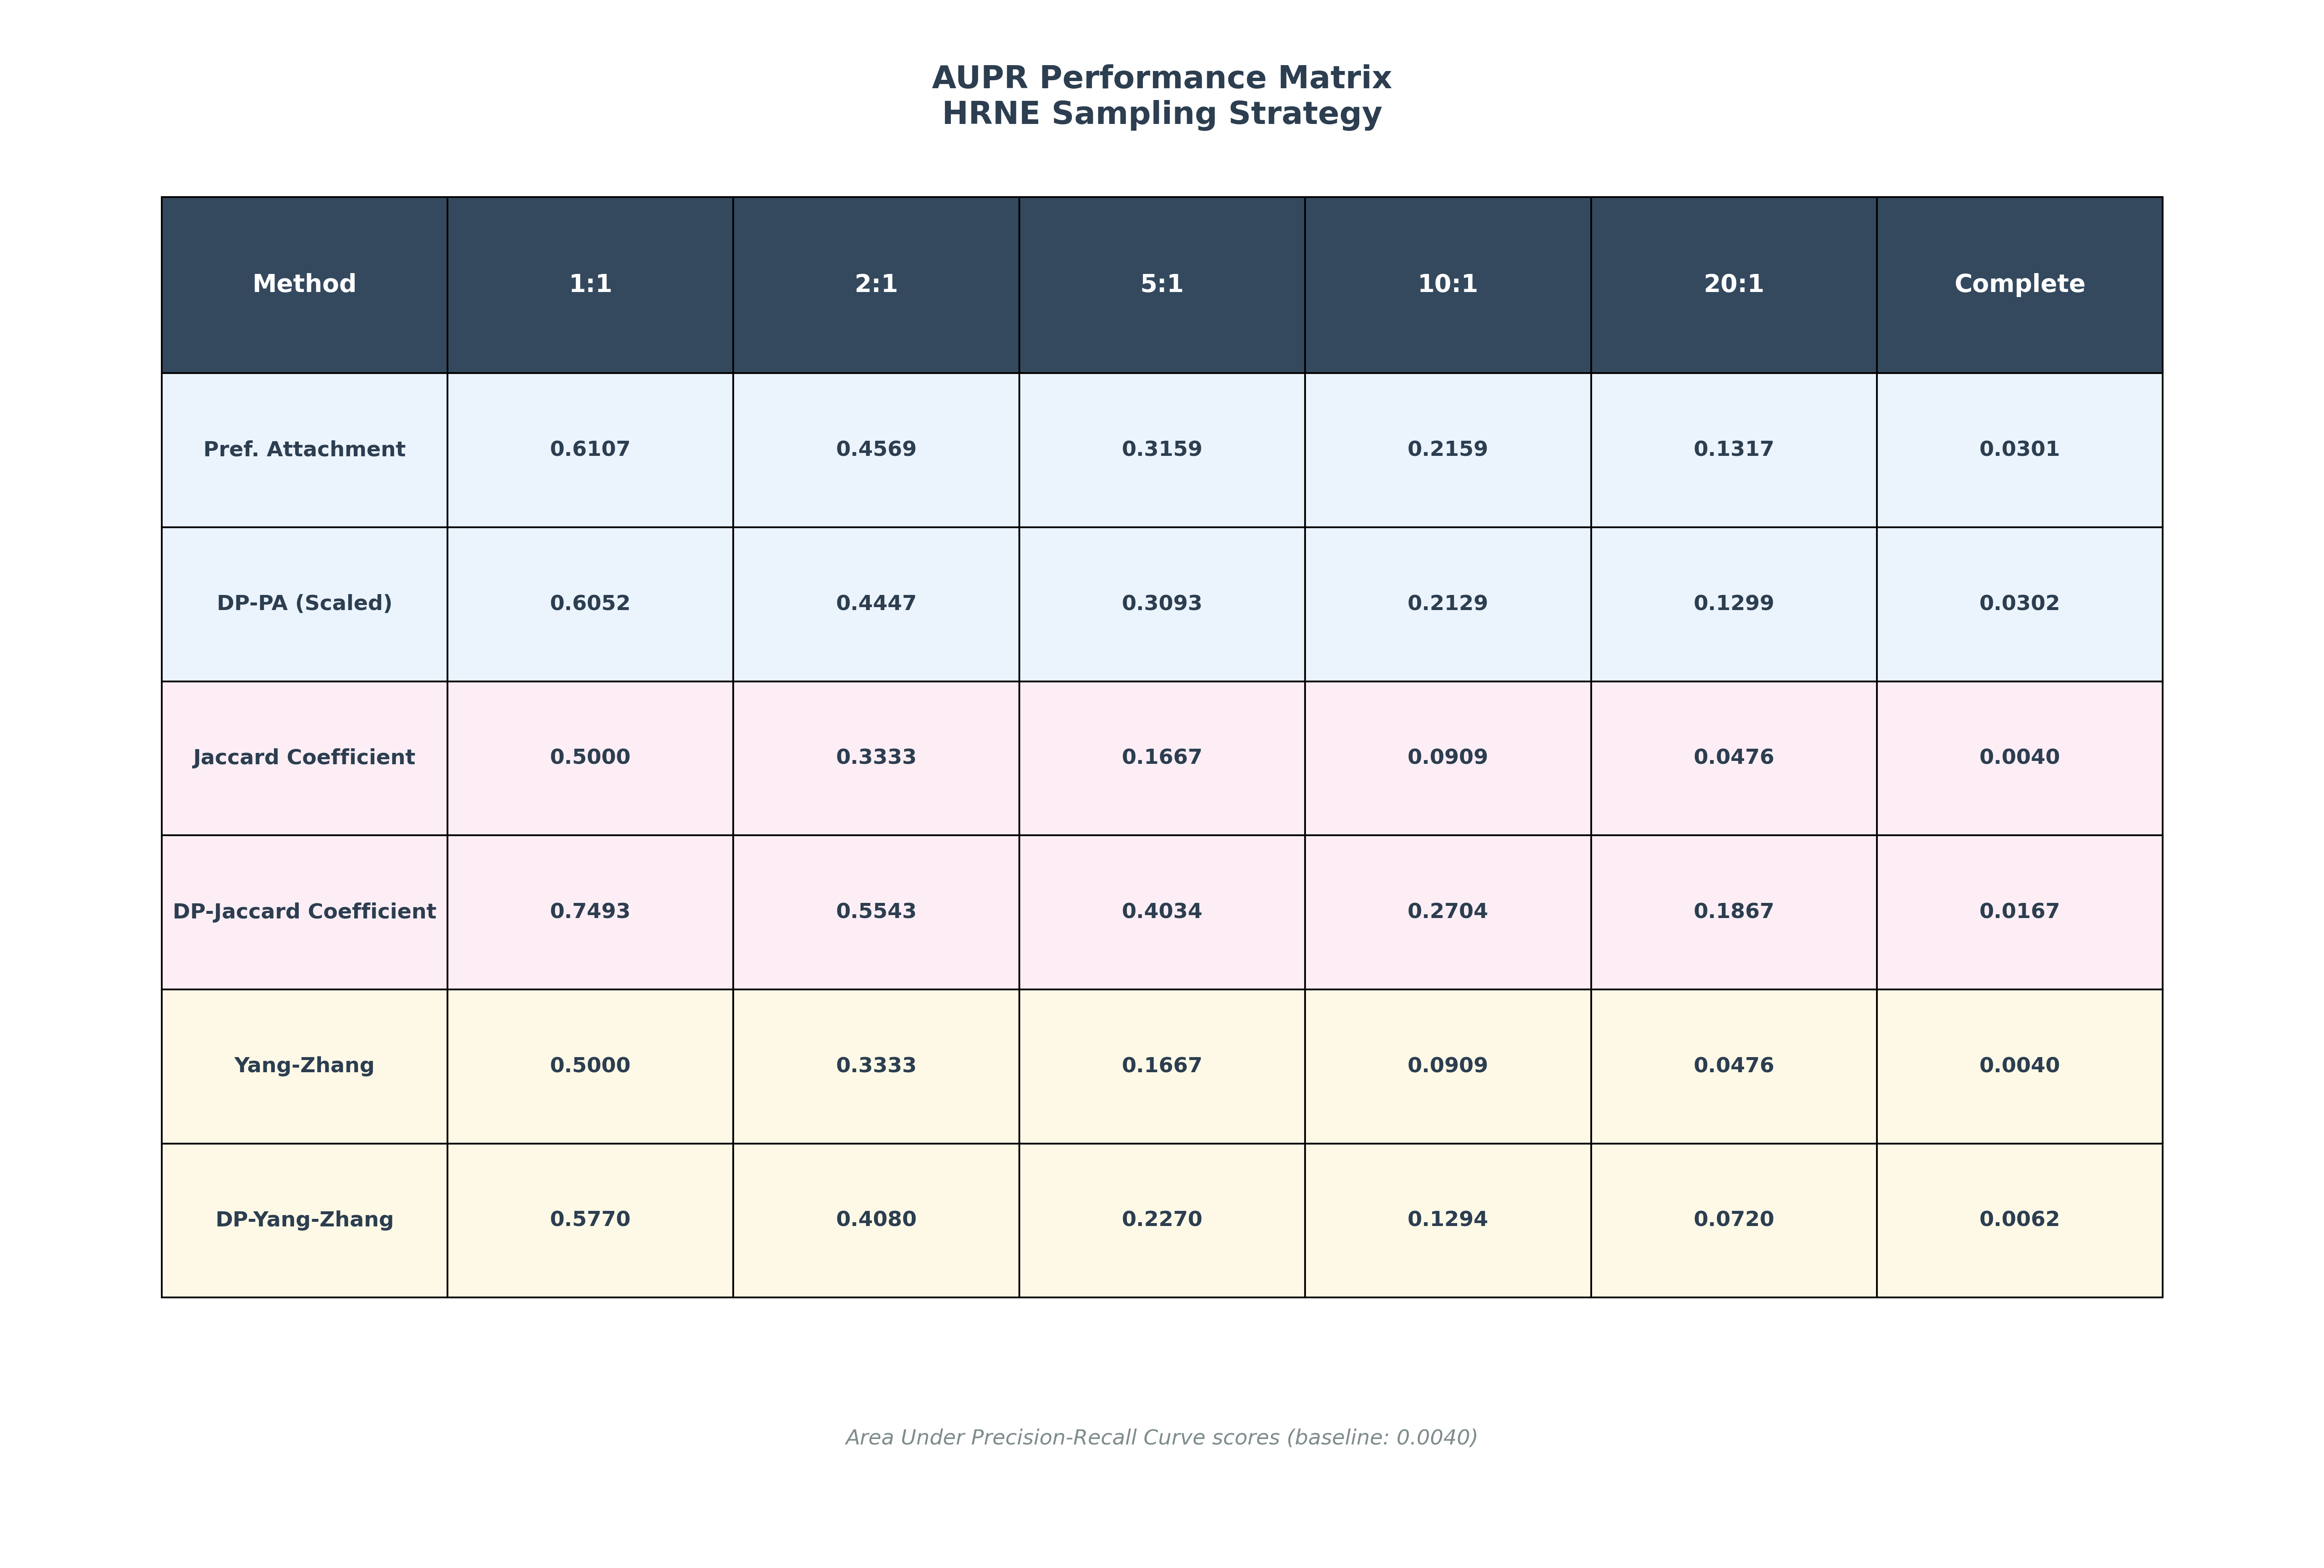 AUPR Performance Matrix
HRNE Sampling Strategy
Method 1:1 2:1 5:1 10:1 20:1 Complete
Pref. Attachment 0.6107 0.4569 0.3159 0.2159 0.1317 0.0301
DP-PA (Scaled) 0.6052 0.4447 0.3093 0.2129 0.1299 0.0302
Jaccard Coefficient 0.5000 0.3333 0.1667 0.0909 0.0476 0.0040
DP-Jaccard Coefficient 0.7493 0.5543 0.4034 0.2704 0.1867 0.0167
Yang-Zhang 0.5000 0.3333 0.1667 0.0909 0.0476 0.0040
DP-Yang-Zhang 0.5770 0.4080 0.2270 0.1294 0.0720 0.0062
Area Under Precision-Recall Curve scores (baseline: 0.0040)